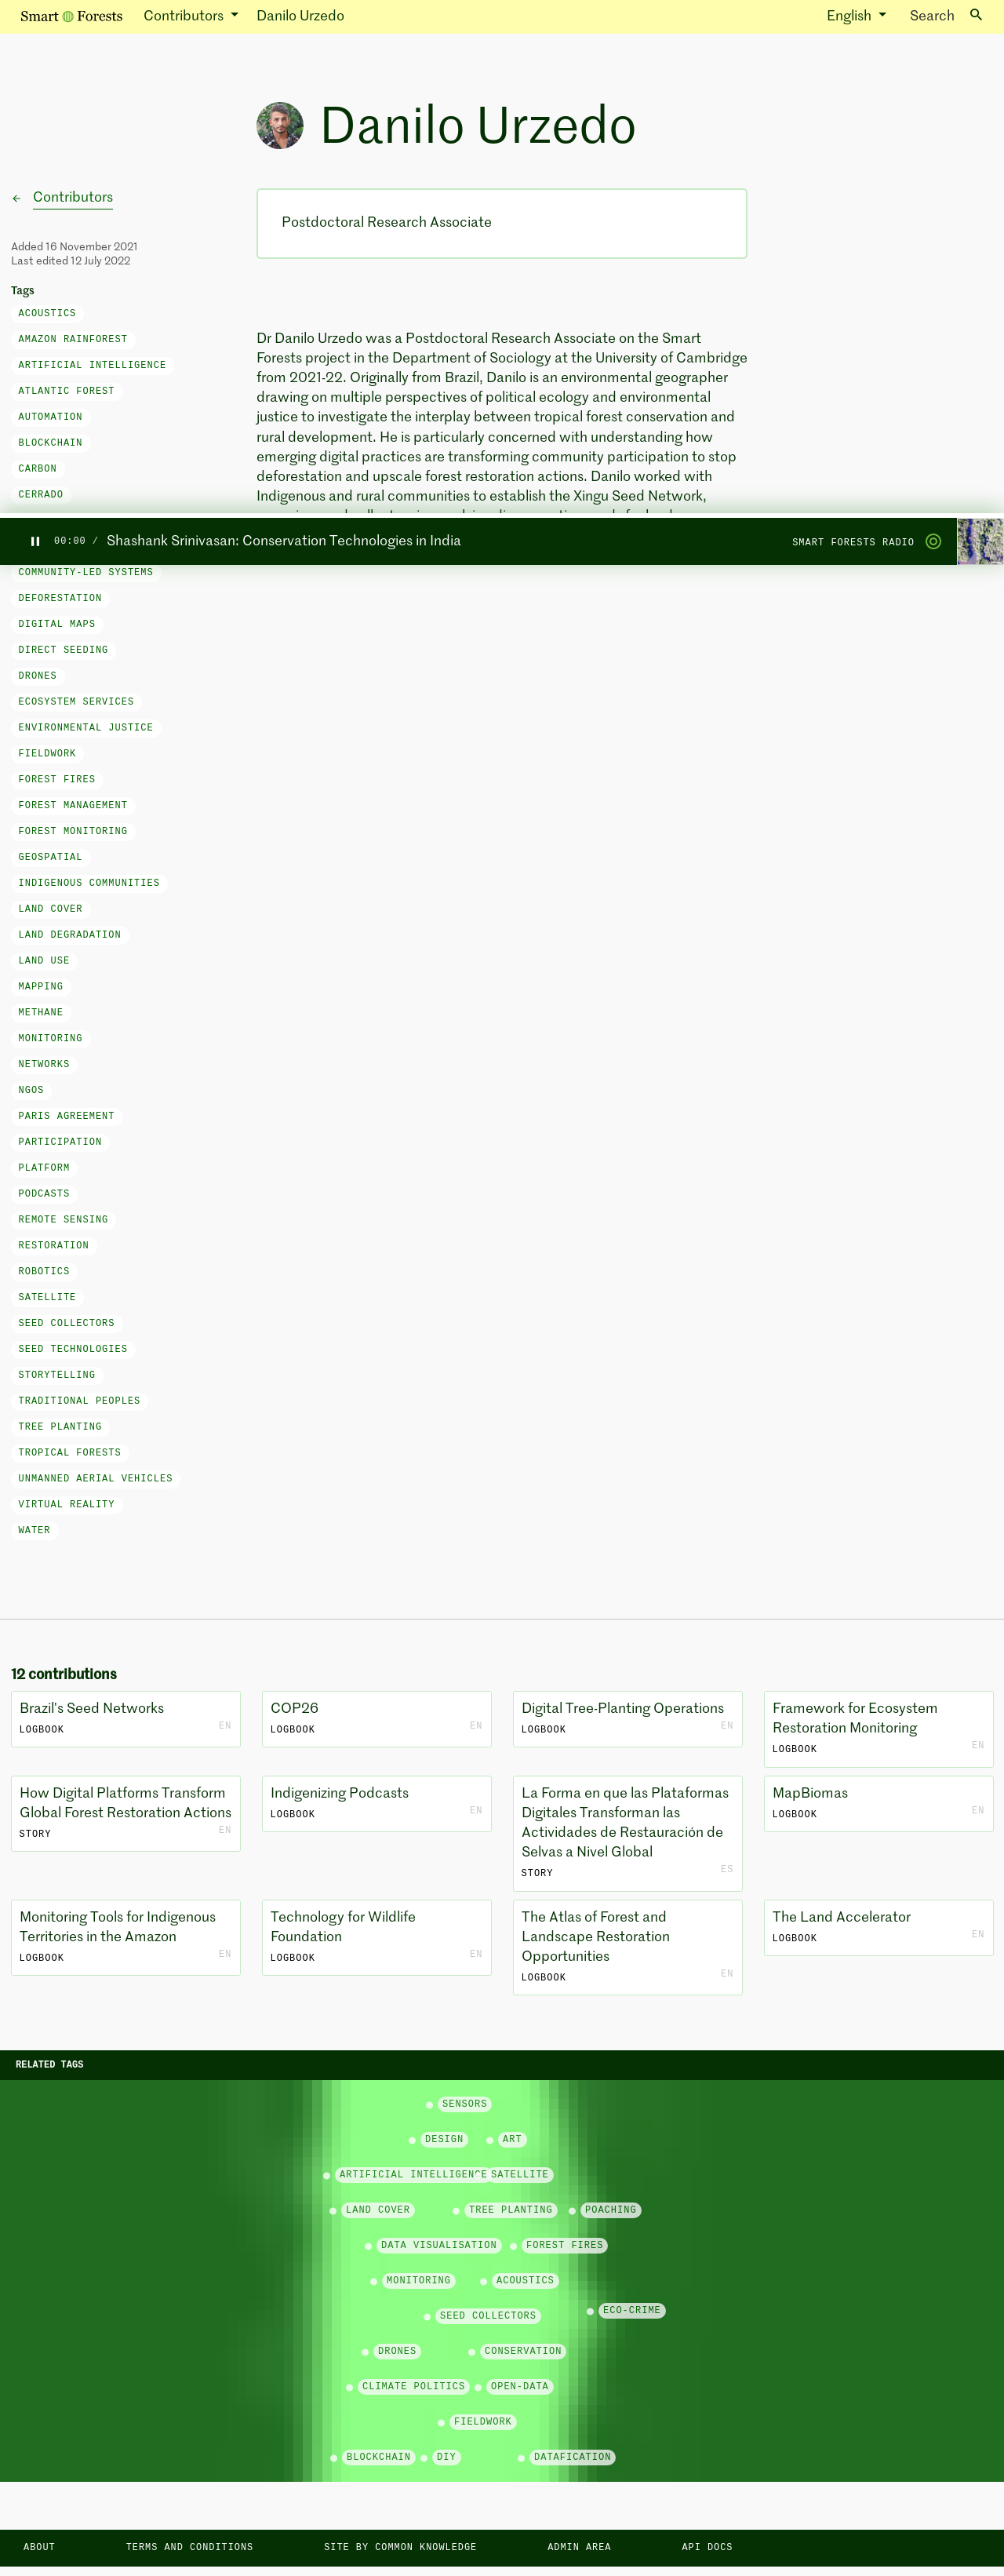 Smart Forests
Contributors
Danilo Urzedo
English
Search
Danilo Urzedo
Contributors
Added 16 November 2021
Last edited 12 July 2022
Tags
ACOUSTICS
AMAZON RAINFOREST
ARTIFICIAL INTELLIGENCE
ATLANTIC FOREST
AUTOMATION
BLOCKCHAIN
CARBON
CERRADO
Postdoctoral Research Associate
Dr Danilo Urzedo was a Postdoctoral Research Associate on the Smart
Forests project in the Department of Sociology at the University of Cambridge
from 2021-22. Originally from Brazil, Danilo is an environmental geographer
drawing on multiple perspectives of political ecology and environmental
justice to investigate the interplay between tropical forest conservation and
rural development. He is particularly concerned with understanding how
emerging digital practices are transforming community participation to stop
deforestation and upscale forest restoration actions. Danilo worked with
Indigenous and rural communities to establish the Xingu Seed Network,
00:00 /
Shashank Srinivasan: Conservation Technologies in India
SMART FORESTS RADIO
COMMUNITY-LED SYSTEMS
DEFORESTATION
DIGITAL MAPS
DIRECT SEEDING
DRONES
ECOSYSTEM SERVICES
ENVIRONMENTAL JUSTICE
FIELDWORK
FOREST FIRES
FOREST MANAGEMENT
FOREST MONITORING
GEOSPATIAL
INDIGENOUS COMMUNITIES
LAND COVER
LAND DEGRADATION
LAND USE
MAPPING
METHANE
MONITORING
NETWORKS
NGOS
PARIS AGREEMENT
PARTICIPATION
PLATFORM
PODCASTS
REMOTE SENSING
RESTORATION
ROBOTICS
SATELLITE
SEED COLLECTORS
SEED TECHNOLOGIES
STORYTELLING
TRADITIONAL PEOPLES
TREE PLANTING
TROPICAL FORESTS
UNMANNED AERIAL VEHICLES
VIRTUAL REALITY
WATER
12 contributions
Brazil's Seed Networks
LOGBOOK
EN
COP26
LOGBOOK
EN
Digital Tree-Planting Operations
LOGBOOK
EN
Framework for Ecosystem
Restoration Monitoring
LOGBOOK
EN
How Digital Platforms Transform
Global Forest Restoration Actions
STORY
EN
Indigenizing Podcasts
LOGBOOK
EN
La Forma en que las Plataformas
Digitales Transforman las
Actividades de Restauración de
Selvas a Nivel Global
STORY
ES
MapBiomas
LOGBOOK
EN
Monitoring Tools for Indigenous
Territories in the Amazon
LOGBOOK
EN
Technology for Wildlife
Foundation
LOGBOOK
EN
The Atlas of Forest and
Landscape Restoration
Opportunities
LOGBOOK
EN
The Land Accelerator
LOGBOOK
EN
RELATED TAGS
SENSORS
DESIGN
ART
ARTIFICIAL INTELLIGENCE
SATELLITE
LAND COVER
TREE PLANTING
POACHING
DATA VISUALISATION
FOREST FIRES
MONITORING
ACOUSTICS
SEED COLLECTORS
ECO-CRIME
DRONES
CONSERVATION
CLIMATE POLITICS
OPEN-DATA
FIELDWORK
BLOCKCHAIN
DIY
DATAFICATION
ABOUT
TERMS AND CONDITIONS
SITE BY COMMON KNOWLEDGE
ADMIN AREA
API DOCS